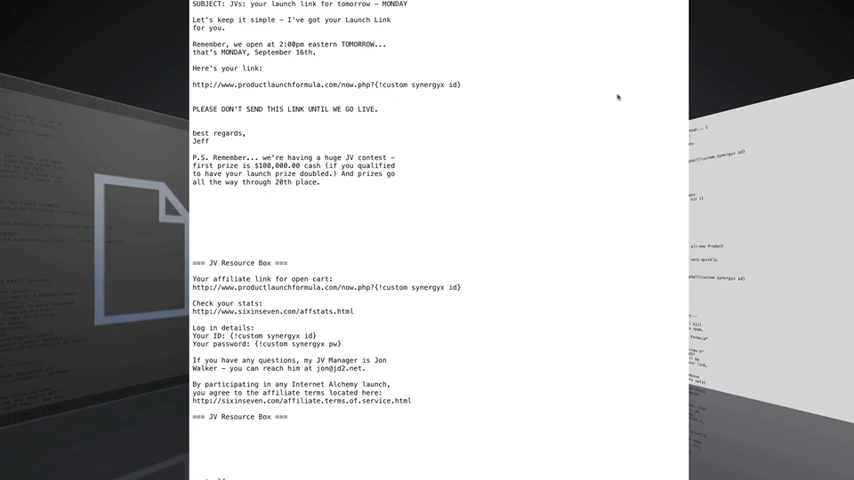 SUBJECT: JVs: your launch link for tomorrow - MONDAY
Let's keep it simple - I've got your Launch Link
for you.
Remember, we open at 2:00pm eastern TOMORROW...
that's MONDAY, September 16th.
Here's your link:
http://www.productlaunchformula.com/now.php?{!custom synergyx id}
PLEASE DON'T SEND THIS LINK UNTIL WE GO LIVE.
best regards,
Jeff
P.S. Remember... we're having a huge JV contest -
first prize is $100,000.00 cash (if you qualified
to have your launch prize doubled.) And prizes go
all the way through 20th place.
=== JV Resource Box ===
Your affiliate link for open cart:
http://www.productlaunchformula.com/now.php?{!custom synergyx id}
Check your stats:
http://www.sixinseven.com/affstats.html
Log in details:
Your ID: {!custom synergyx id}
Your password: {!custom synergyx pw}
If you have any questions, my JV Manager is Jon
Walker - you can reach him at jon@jd2.net.
By participating in any Internet Alchemy launch,
you agree to the affiliate terms located here:
http://sixinseven.com/affiliate.terms.of.service.html
=== JV Resource Box ===
all-new Product
very quickly.